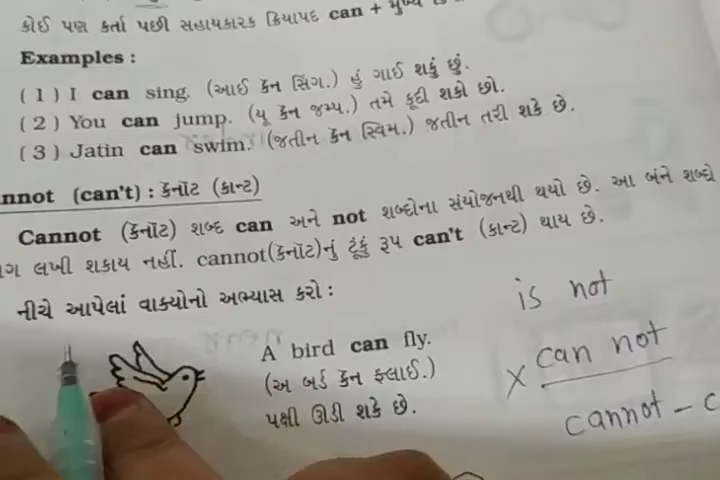 કોઈ પણ કર્તા પછી સહાયકારક ક્રિયાપદ can + મુખ્ય
Examples :
( 1 ) I can sing. (આઈ કૅન સિંગ.) હું ગાઈ શકું છું.
( 2 ) You can jump. (યૂ કૅન જમ્પ.) તમે કૂદી શકો છો.
( 3 ) Jatin can swim. (જતીન કૅન સ્વિમ.) જતીન તરી શકે છે.
nnot (can't) : કૅનૉટ (કાન્ટ)
Cannot (કૅનૉટ) શબ્દ can અને not શબ્દોના સંયોજનથી થયો છે. આ બંને શબ્દો
ગ લખી શકાય નહીં. cannot(કૅનૉટ)નું ટૂંકું રૂપ can't (કાન્ટ) થાય છે.
નીચે આપેલાં વાક્યોનો અભ્યાસ કરો :
is not
A bird can fly.
(અ બર્ડ કૅન ફ્લાઈ.)
પક્ષી ઊડી શકે છે.
x can not
cannot – c